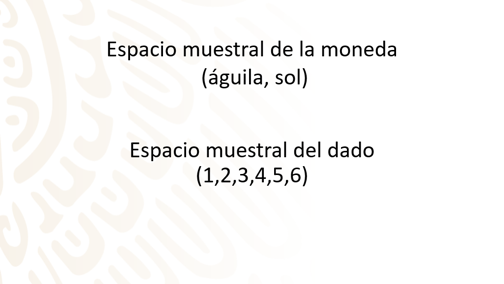 Espacio muestral de la moneda
(águila, sol)
Espacio muestral del dado
(1,2,3,4,5,6)